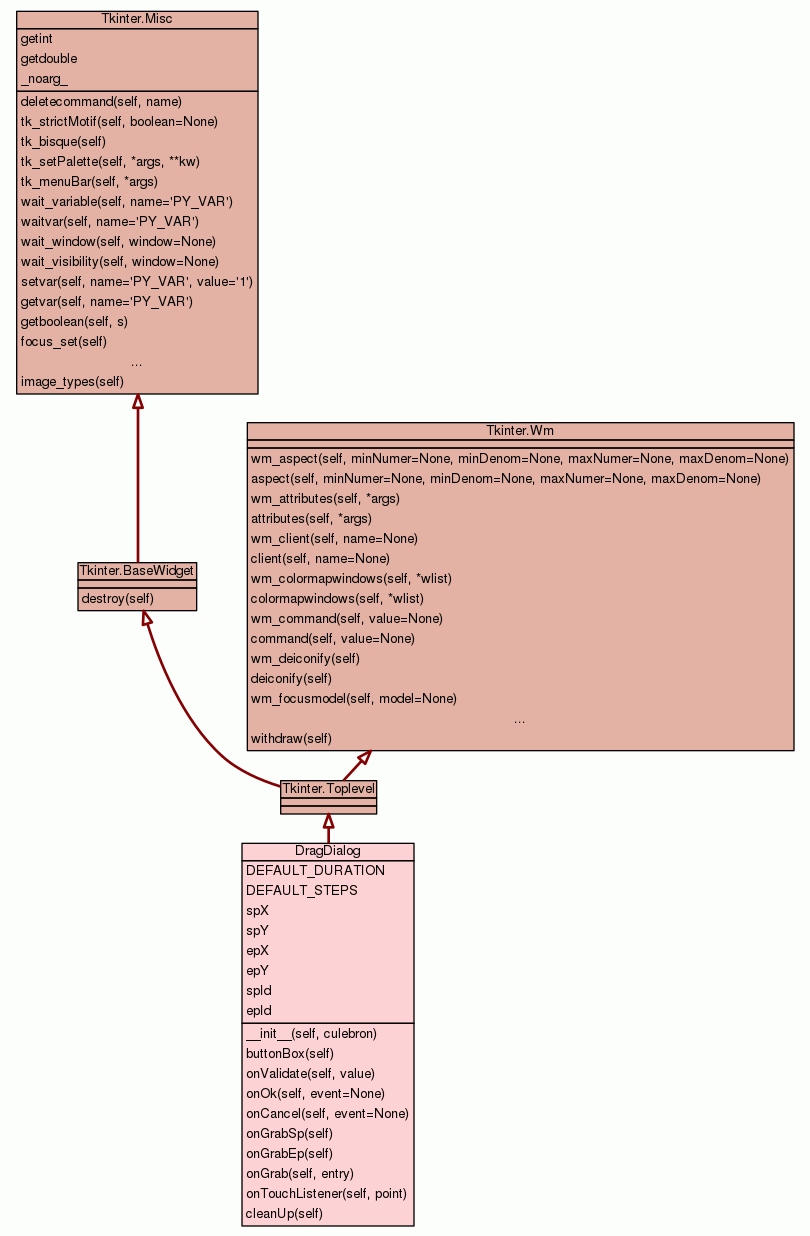 Tkinter.Misc
getint
getdouble
_noarg_
deletecommand(self, name)
tk_strictMotif(self, boolean=None)
tk_bisque(self)
tk_setPalette(self, *args, **kw)
tk_menuBar(self, *args)
wait_variable(self, name='PY_VAR')
waitvar(self, name='PY_VAR')
wait_window(self, window=None)
wait_visibility(self, window=None)
setvar(self, name='PY_VAR', value='1')
getvar(self, name='PY_VAR')
getboolean(self, s)
focus_set(self)
...
image_types(self)
Tkinter.Wm
wm_aspect(self, minNumer=None, minDenom=None, maxNumer=None, maxDenom=None)
aspect(self, minNumer=None, minDenom=None, maxNumer=None, maxDenom=None)
wm_attributes(self, *args)
attributes(self, *args)
wm_client(self, name=None)
client(self, name=None)
wm_colormapwindows(self, *wlist)
colormapwindows(self, *wlist)
wm_command(self, value=None)
command(self, value=None)
wm_deiconify(self)
deiconify(self)
wm_focusmodel(self, model=None)
...
withdraw(self)
Tkinter.BaseWidget
destroy(self)
Tkinter.Toplevel
DragDialog
DEFAULT_DURATION
DEFAULT_STEPS
spX
spY
epX
epY
spId
epId
__init__(self, culebron)
buttonBox(self)
onValidate(self, value)
onOk(self, event=None)
onCancel(self, event=None)
onGrabSp(self)
onGrabEp(self)
onGrab(self, entry)
onTouchListener(self, point)
cleanUp(self)